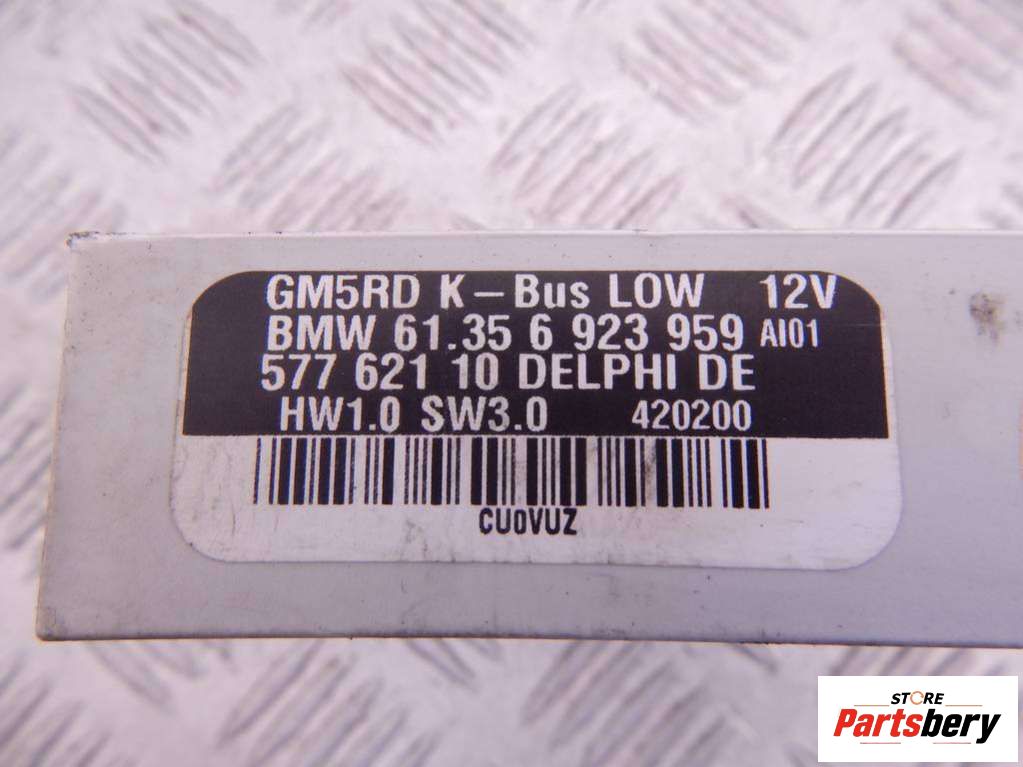 GM5RD K-Bus LOW 12V
BMW 61.35 6 923 959 AI01
577 621 10 DELPHI DE
HW1.0 SW3.0 420200
CU0VUZ
STORE
Partsbery